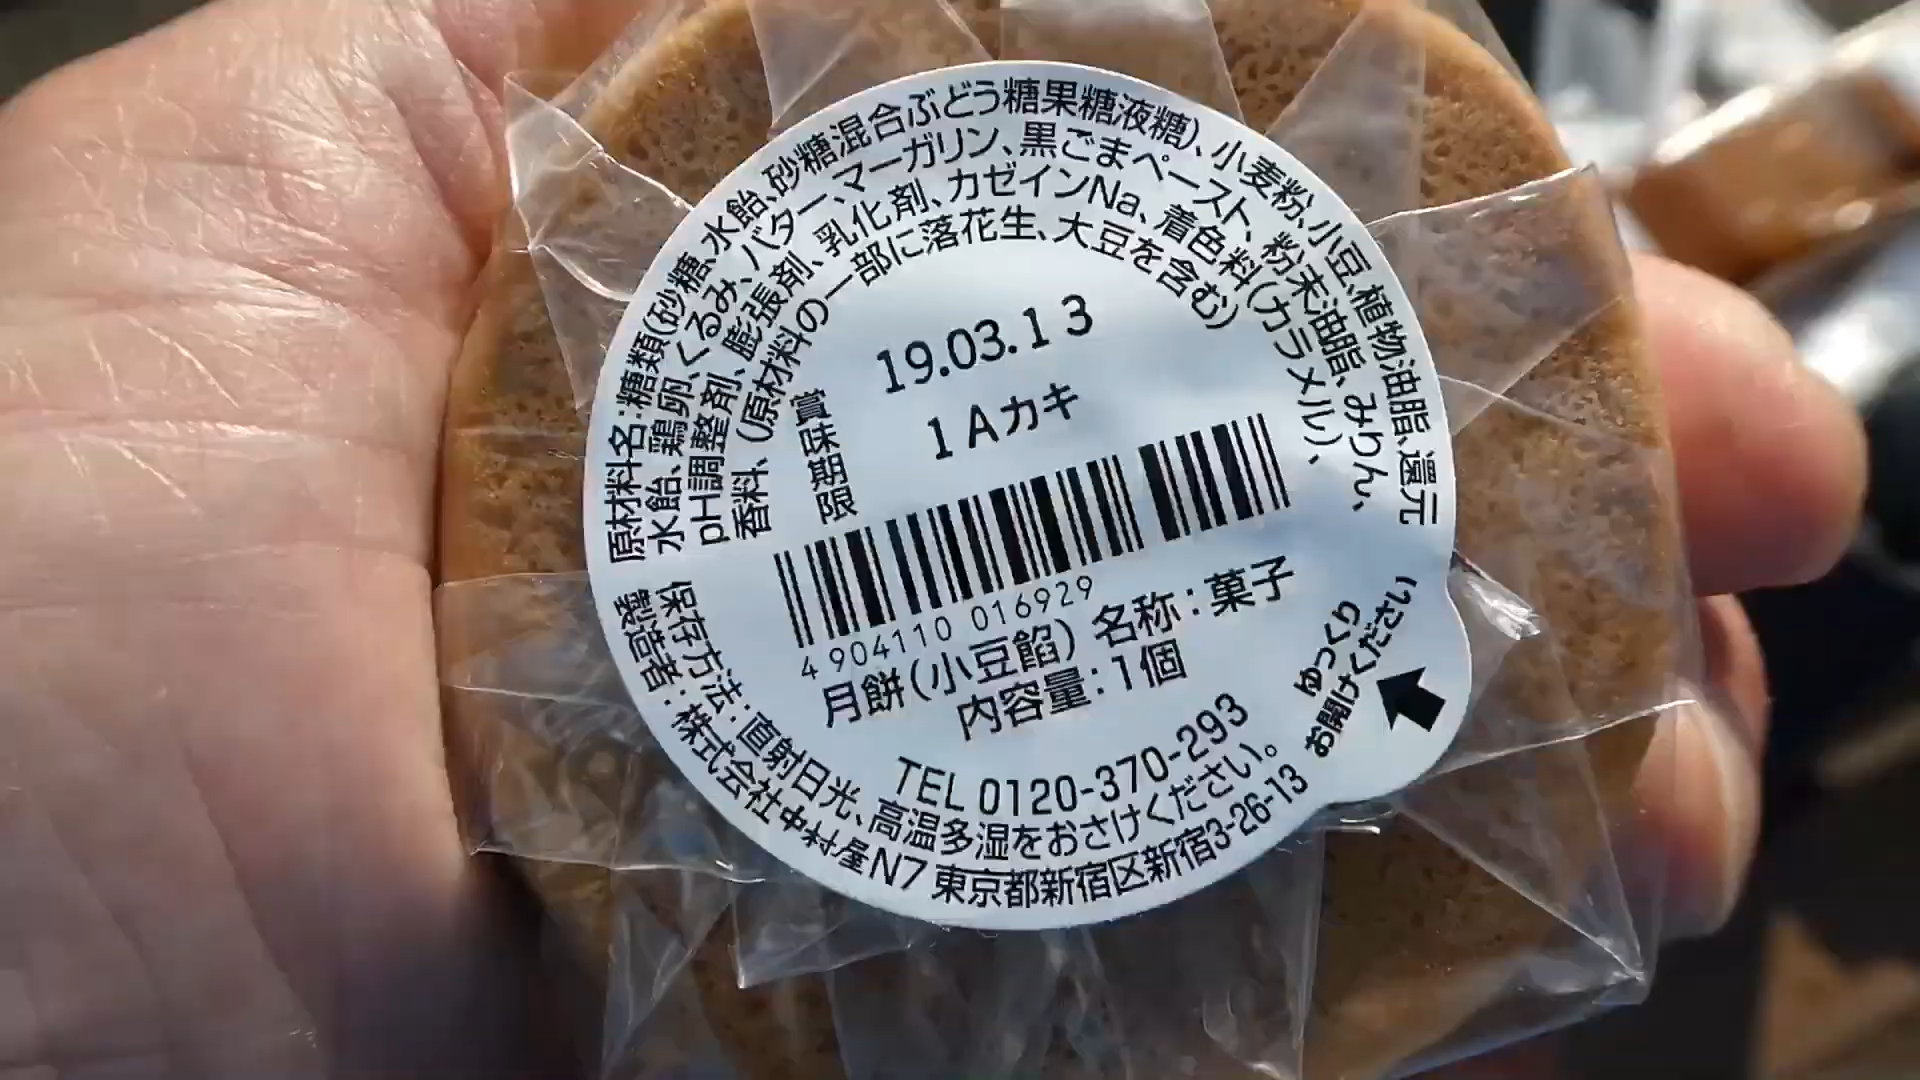 原材料名:糖類(砂糖、水飴、砂糖混合ぶどう糖果糖液糖)、小麦粉、小豆、植物油脂、還元
水飴、鶏卵、くるみ、バター、マーガリン、黒ごまペースト、粉末油脂、みりん、
pH調整剤、膨張剤、乳化剤、カゼインNa、着色料(カラメル)、
香料、(原材料の一部に落花生、大豆を含む)
賞味期限
19.03.13
1Aカキ
4 904110 016929
月餅(小豆餡) 名称:菓子
内容量:1個
TEL 0120-370-293
保存方法:直射日光、高温多湿をおさけください。
製造者:株式会社中村屋N7 東京都新宿区新宿3-26-13
ゆっくり
お開けください